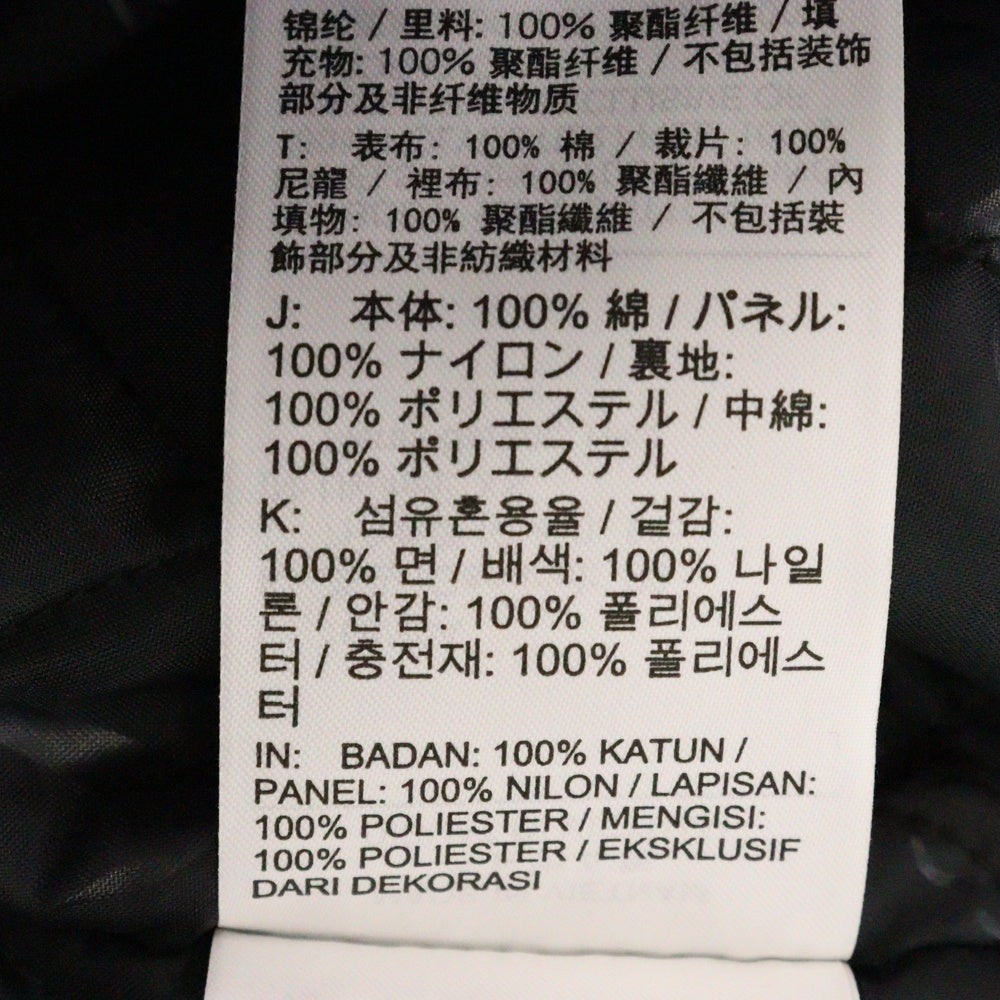 锦纶 / 里料: 100% 聚酯纤维 / 填
充物: 100% 聚酯纤维 / 不包括装饰
部分及非纤维物质
T: 表布: 100% 棉 / 裁片: 100%
尼龍 / 裡布: 100% 聚酯纖維 / 內
填物: 100% 聚酯纖維 / 不包括裝
飾部分及非紡織材料
J: 本体: 100% 綿 / パネル:
100% ナイロン / 裏地:
100% ポリエステル / 中綿:
100% ポリエステル
K: 섬유혼용율 / 겉감:
100% 면 / 배색: 100% 나일
론 / 안감: 100% 폴리에스
터 / 충전재: 100% 폴리에스
터
IN: BADAN: 100% KATUN /
PANEL: 100% NILON / LAPISAN:
100% POLIESTER / MENGISI:
100% POLIESTER / EKSKLUSIF
DARI DEKORASI